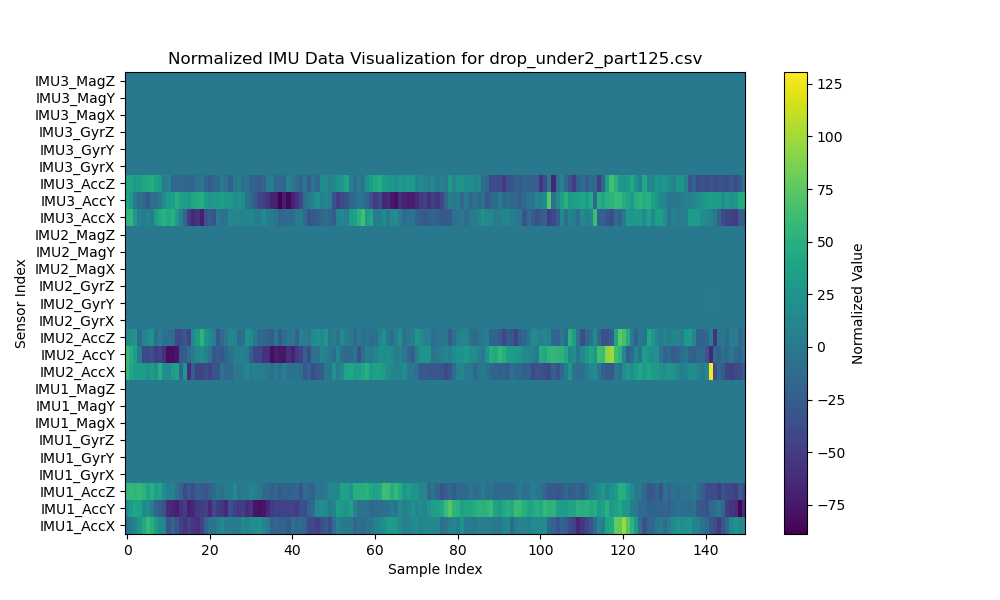 Normalized IMU Data Visualization for drop_under2_part125.csv
IMU3_MagZ
IMU3_MagY
IMU3_MagX
IMU3_GyrZ
IMU3_GyrY
IMU3_GyrX
IMU3_AccZ
IMU3_AccY
IMU3_AccX
IMU2_MagZ
IMU2_MagY
IMU2_MagX
IMU2_GyrZ
IMU2_GyrY
IMU2_GyrX
IMU2_AccZ
IMU2_AccY
IMU2_AccX
IMU1_MagZ
IMU1_MagY
IMU1_MagX
IMU1_GyrZ
IMU1_GyrY
IMU1_GyrX
IMU1_AccZ
IMU1_AccY
IMU1_AccX
Sensor Index
0 20 40 60 80 100 120 140
Sample Index
125
100
75
50
25
0
−25
−50
−75
Normalized Value